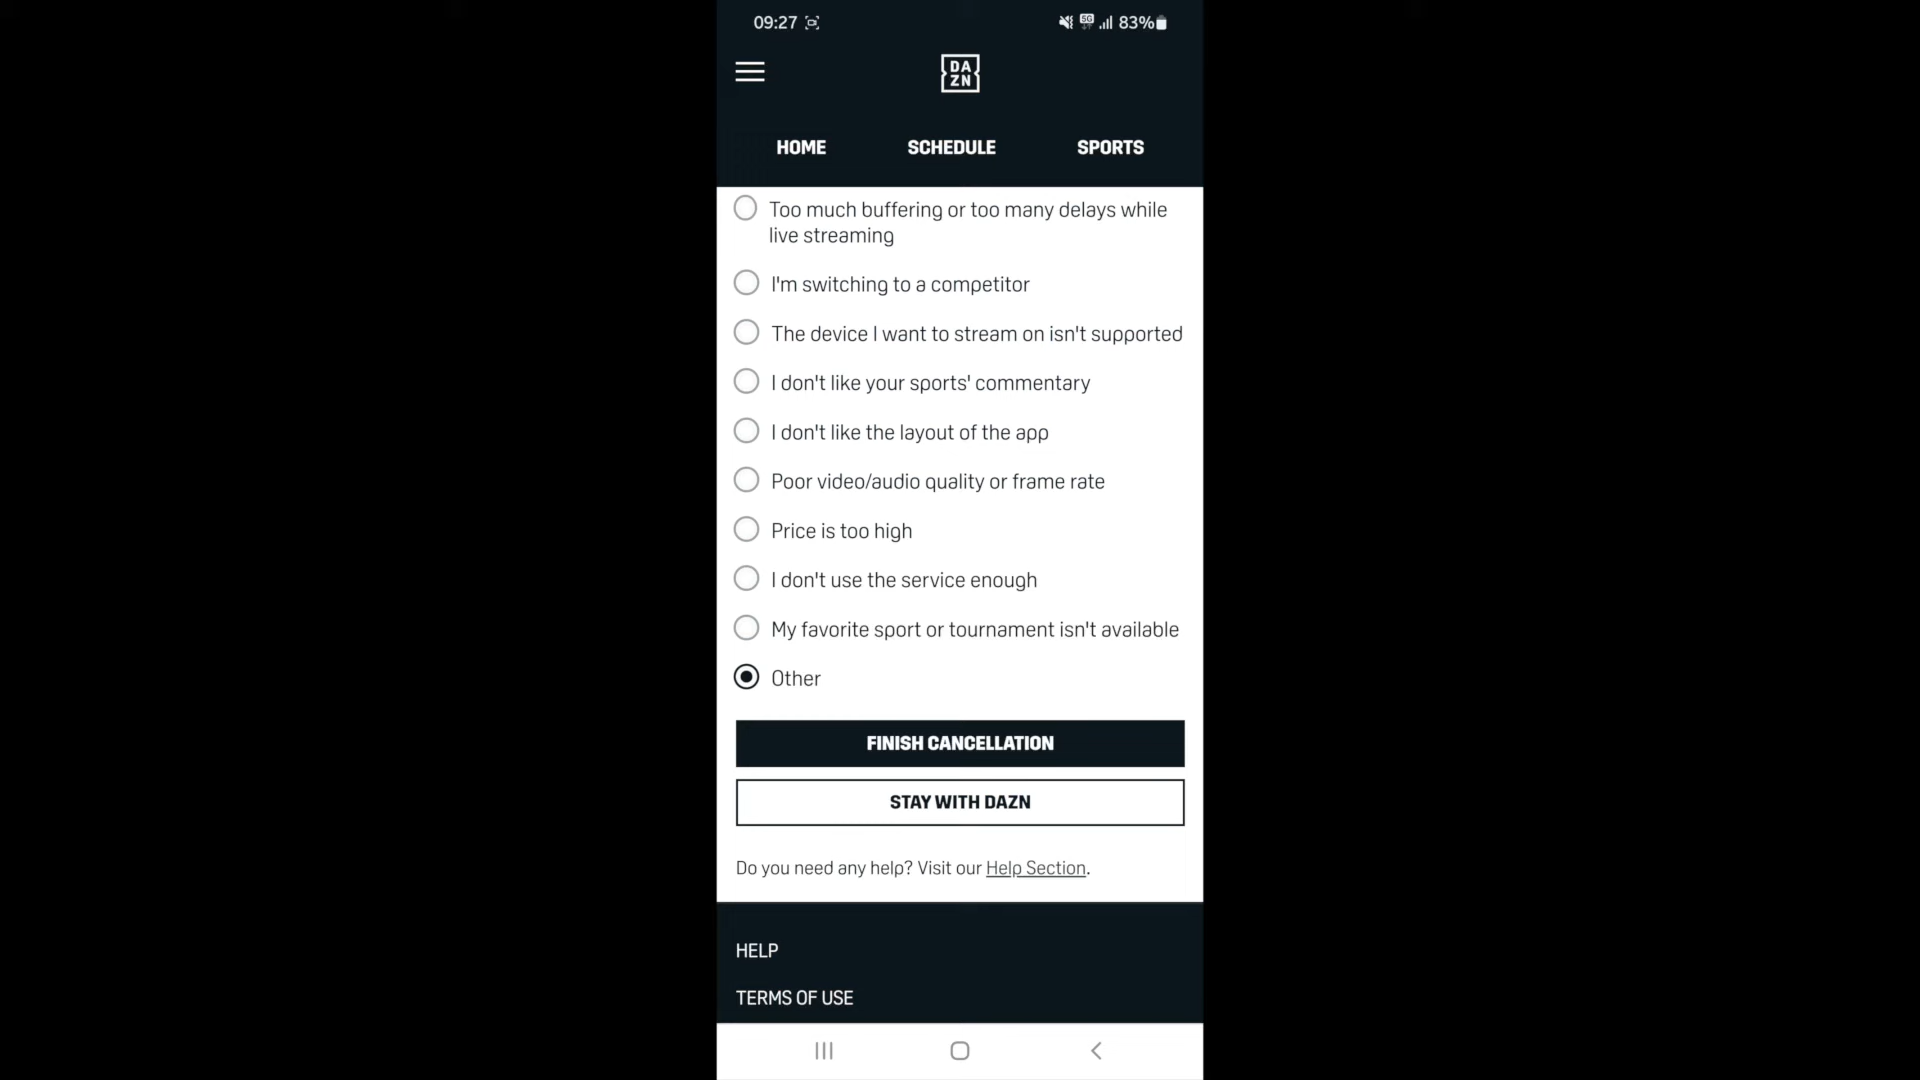 09:27 5G 83%
DA
ZN
HOME SCHEDULE SPORTS
Too much buffering or too many delays while
live streaming
I'm switching to a competitor
The device I want to stream on isn't supported
I don't like your sports' commentary
I don't like the layout of the app
Poor video/audio quality or frame rate
Price is too high
I don't use the service enough
My favorite sport or tournament isn't available
Other
FINISH CANCELLATION
STAY WITH DAZN
Do you need any help? Visit our Help Section.
HELP
TERMS OF USE